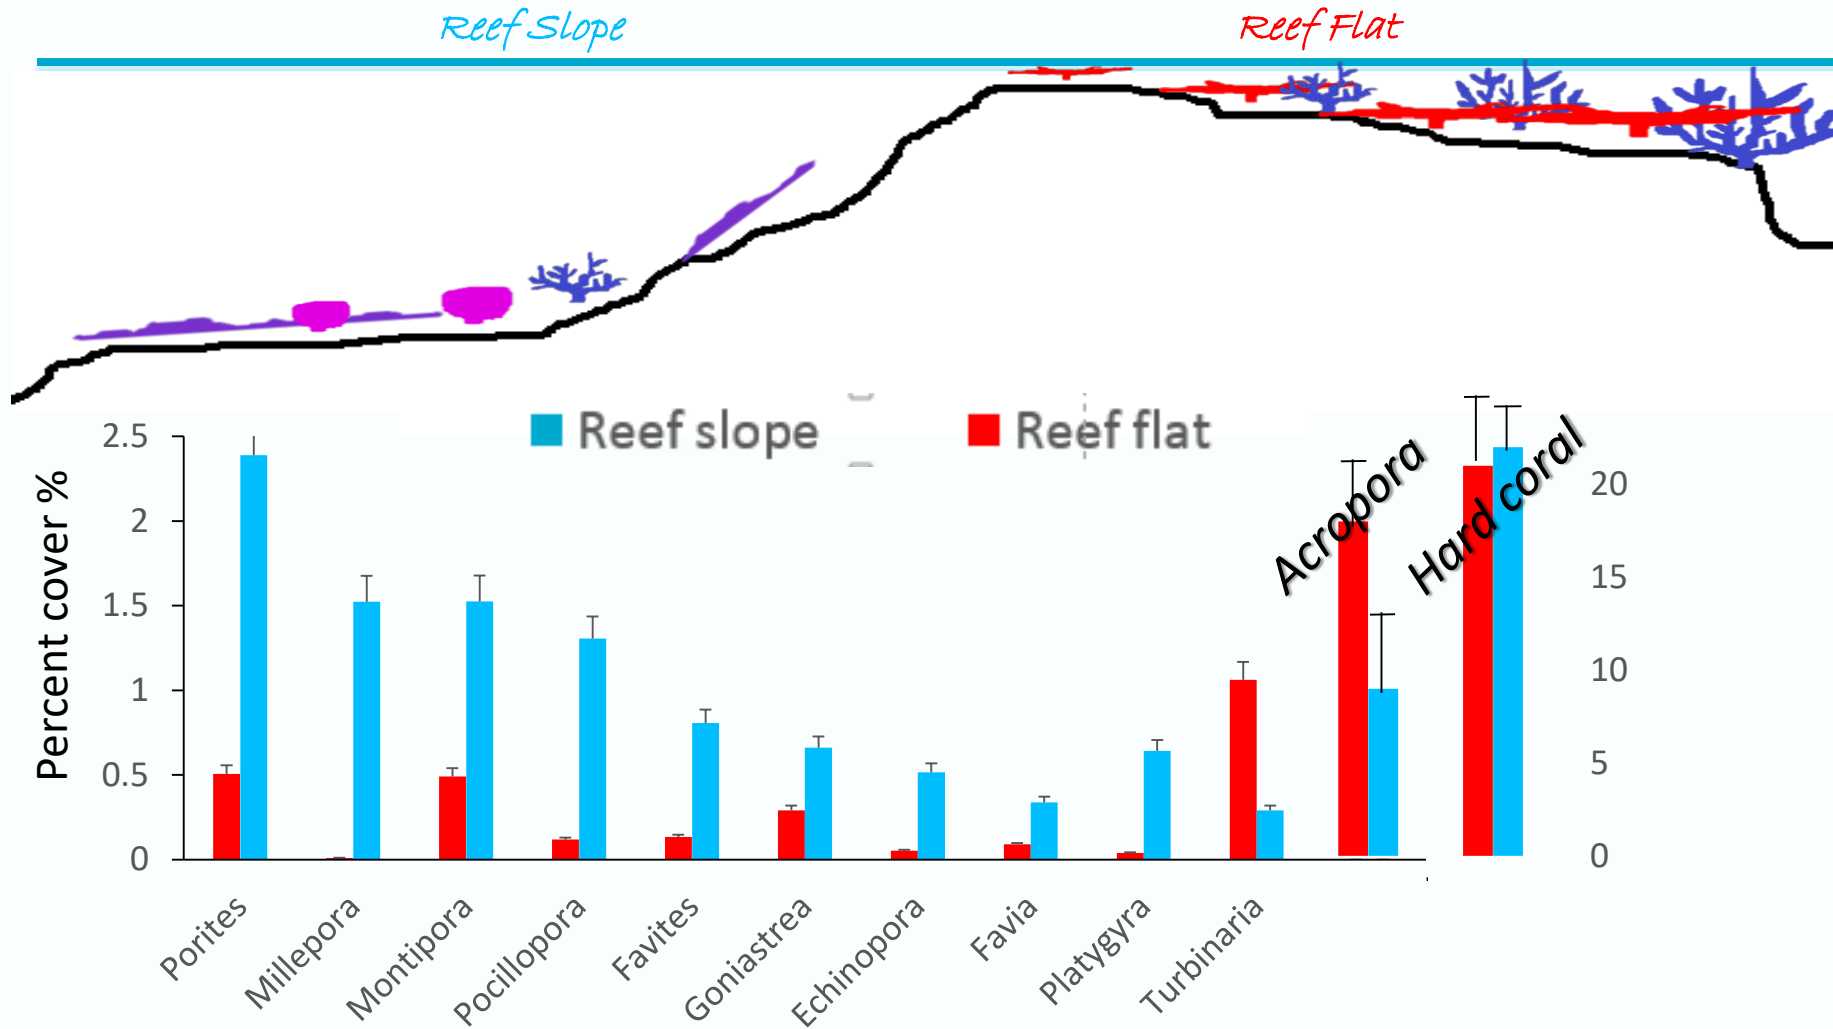 Reef Slope
Reef Flat
Reef slope
Reef flat
Percent cover %
2.5
2
1.5
1
0.5
0
20
15
10
5
0
Acropora
Hard coral
Porites
Millepora
Montipora
Pocillopora
Favites
Goniastrea
Echinopora
Favia
Platygyra
Turbinaria